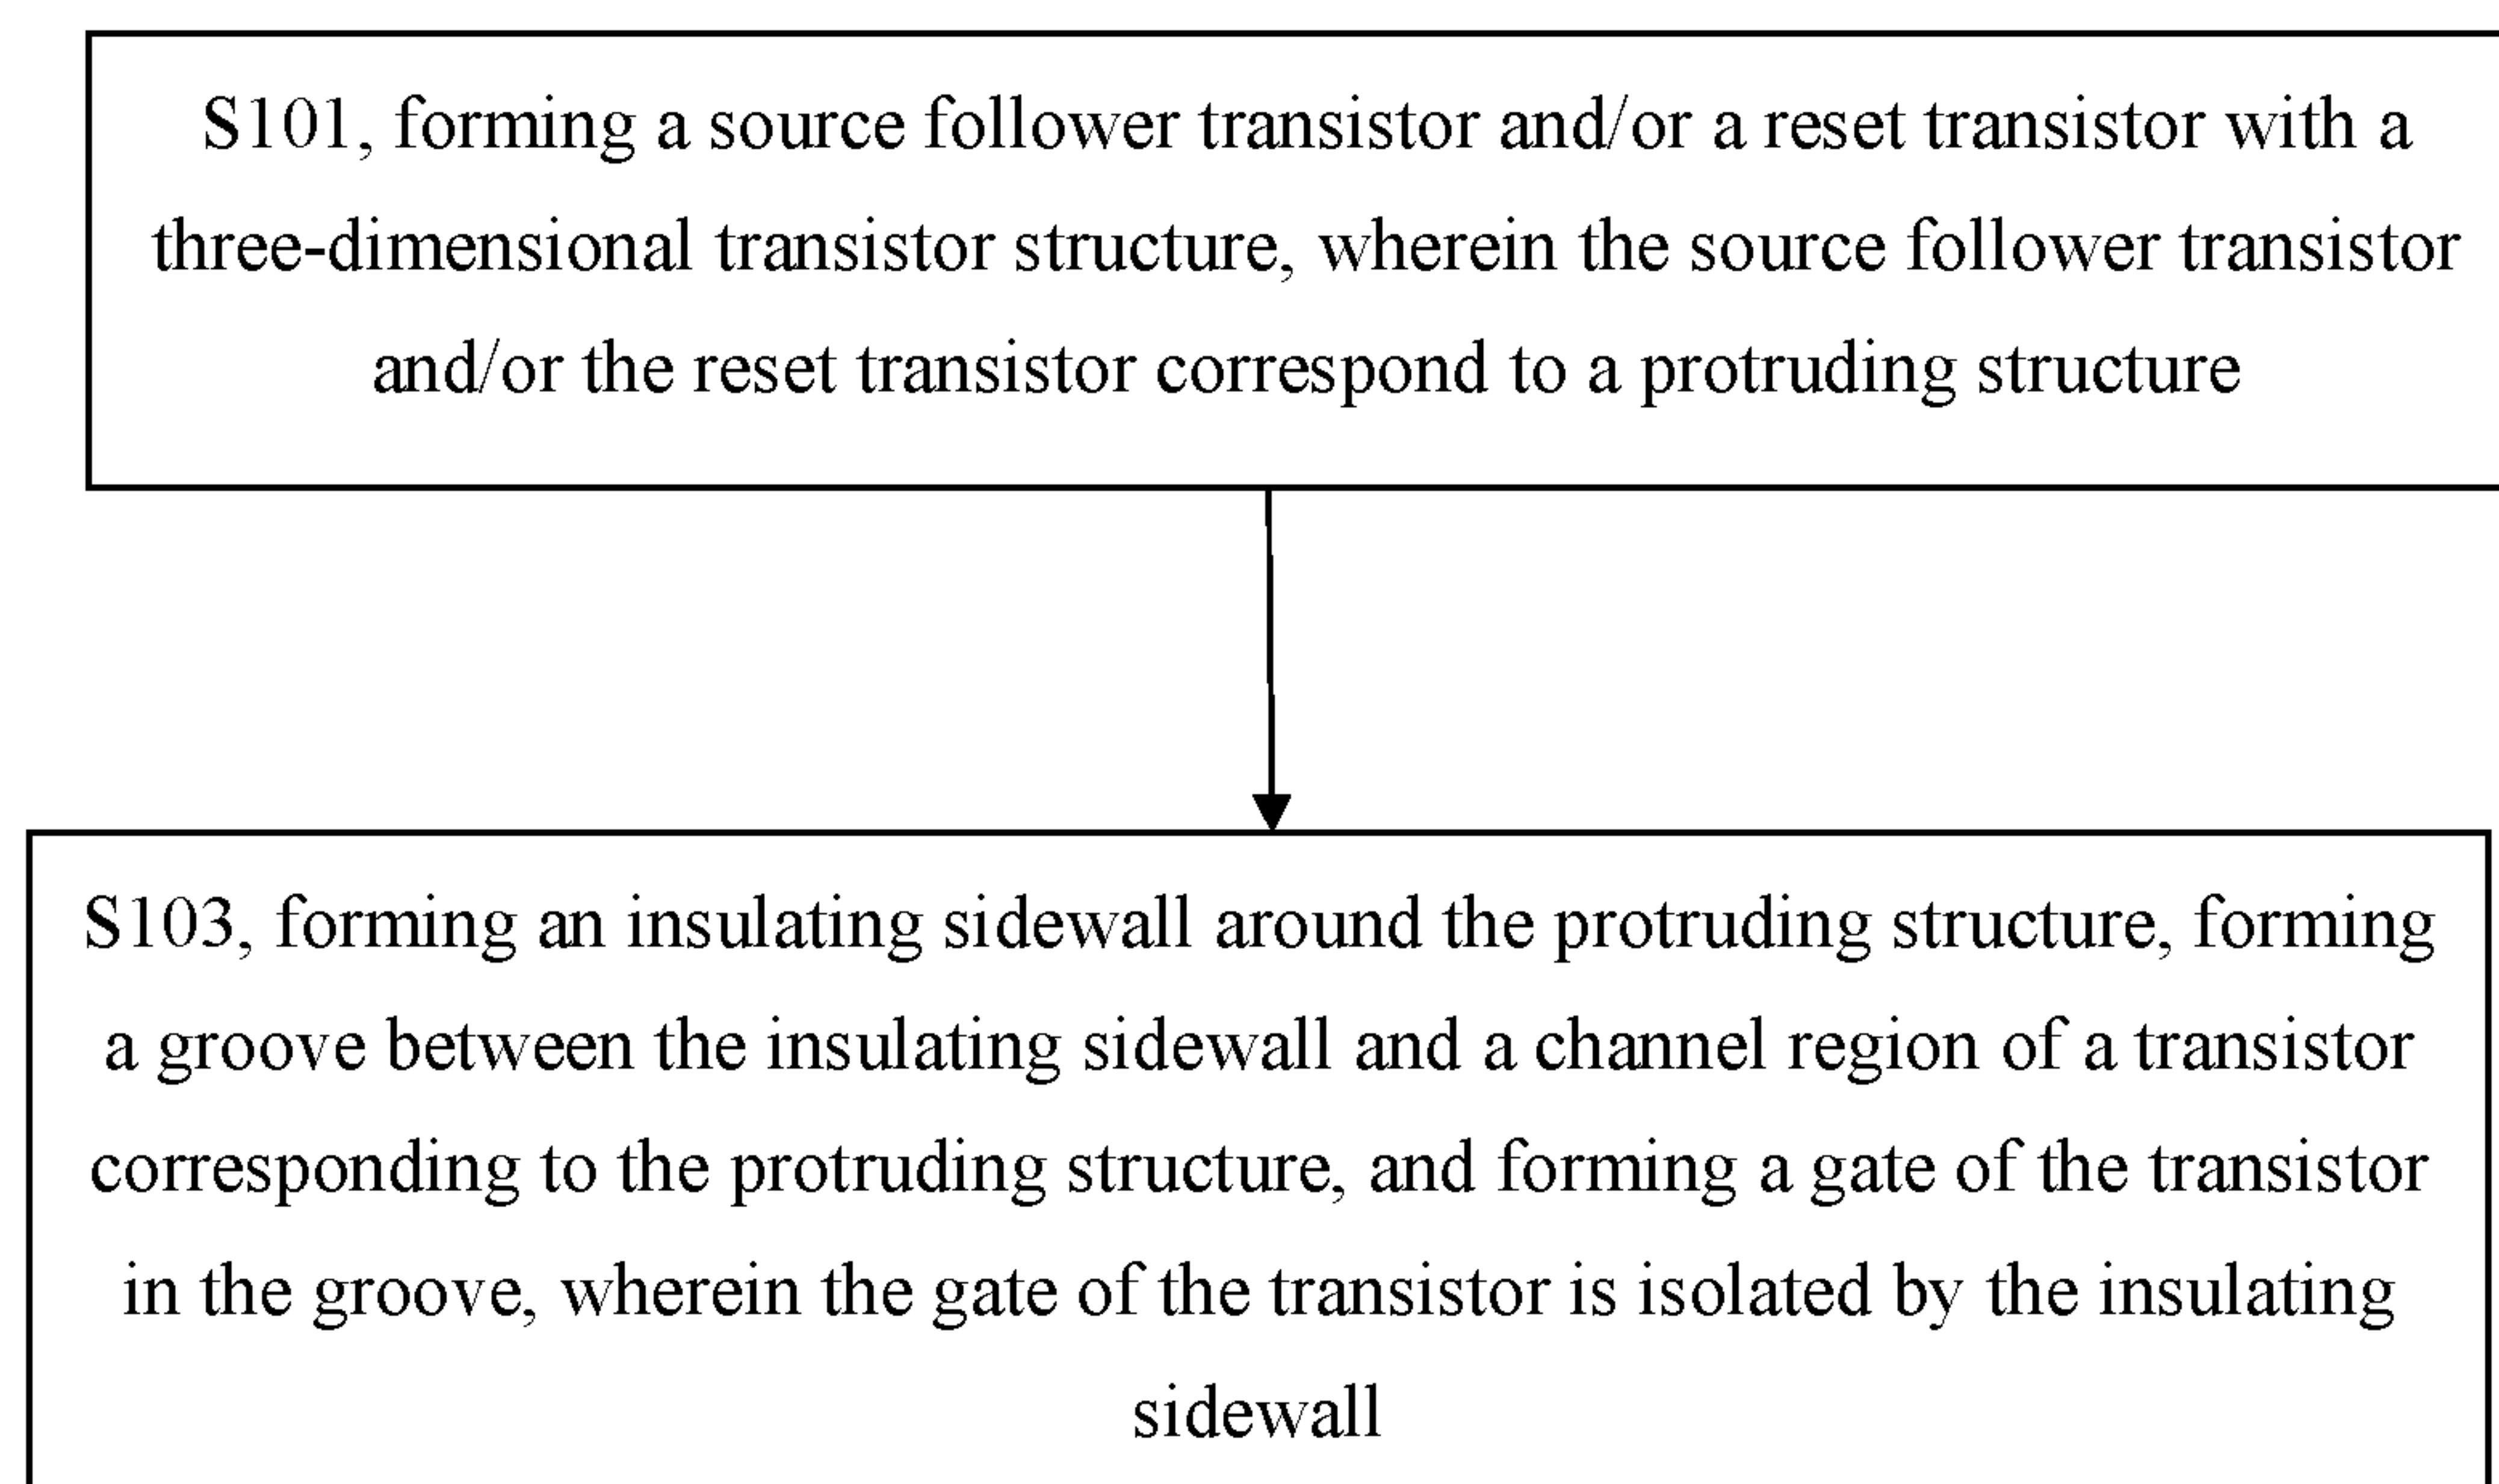 S101, forming a source follower transistor and/or a reset transistor with a
three-dimensional transistor structure, wherein the source follower transistor
and/or the reset transistor correspond to a protruding structure
S103, forming an insulating sidewall around the protruding structure, forming
a groove between the insulating sidewall and a channel region of a transistor
corresponding to the protruding structure, and forming a gate of the transistor
in the groove, wherein the gate of the transistor is isolated by the insulating
sidewall